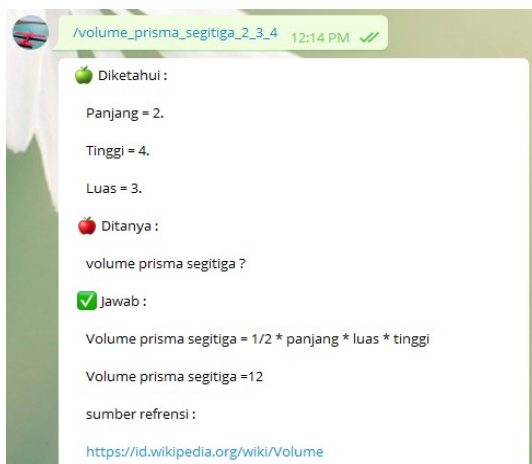 /volume_prisma_segitiga_2_3_4 12:14 PM
Diketahui :
Panjang = 2.
Tinggi = 4.
Luas = 3.
Ditanya :
volume prisma segitiga ?
Jawab :
Volume prisma segitiga = 1/2 * panjang * luas * tinggi
Volume prisma segitiga =12
sumber refrensi :
https://id.wikipedia.org/wiki/Volume